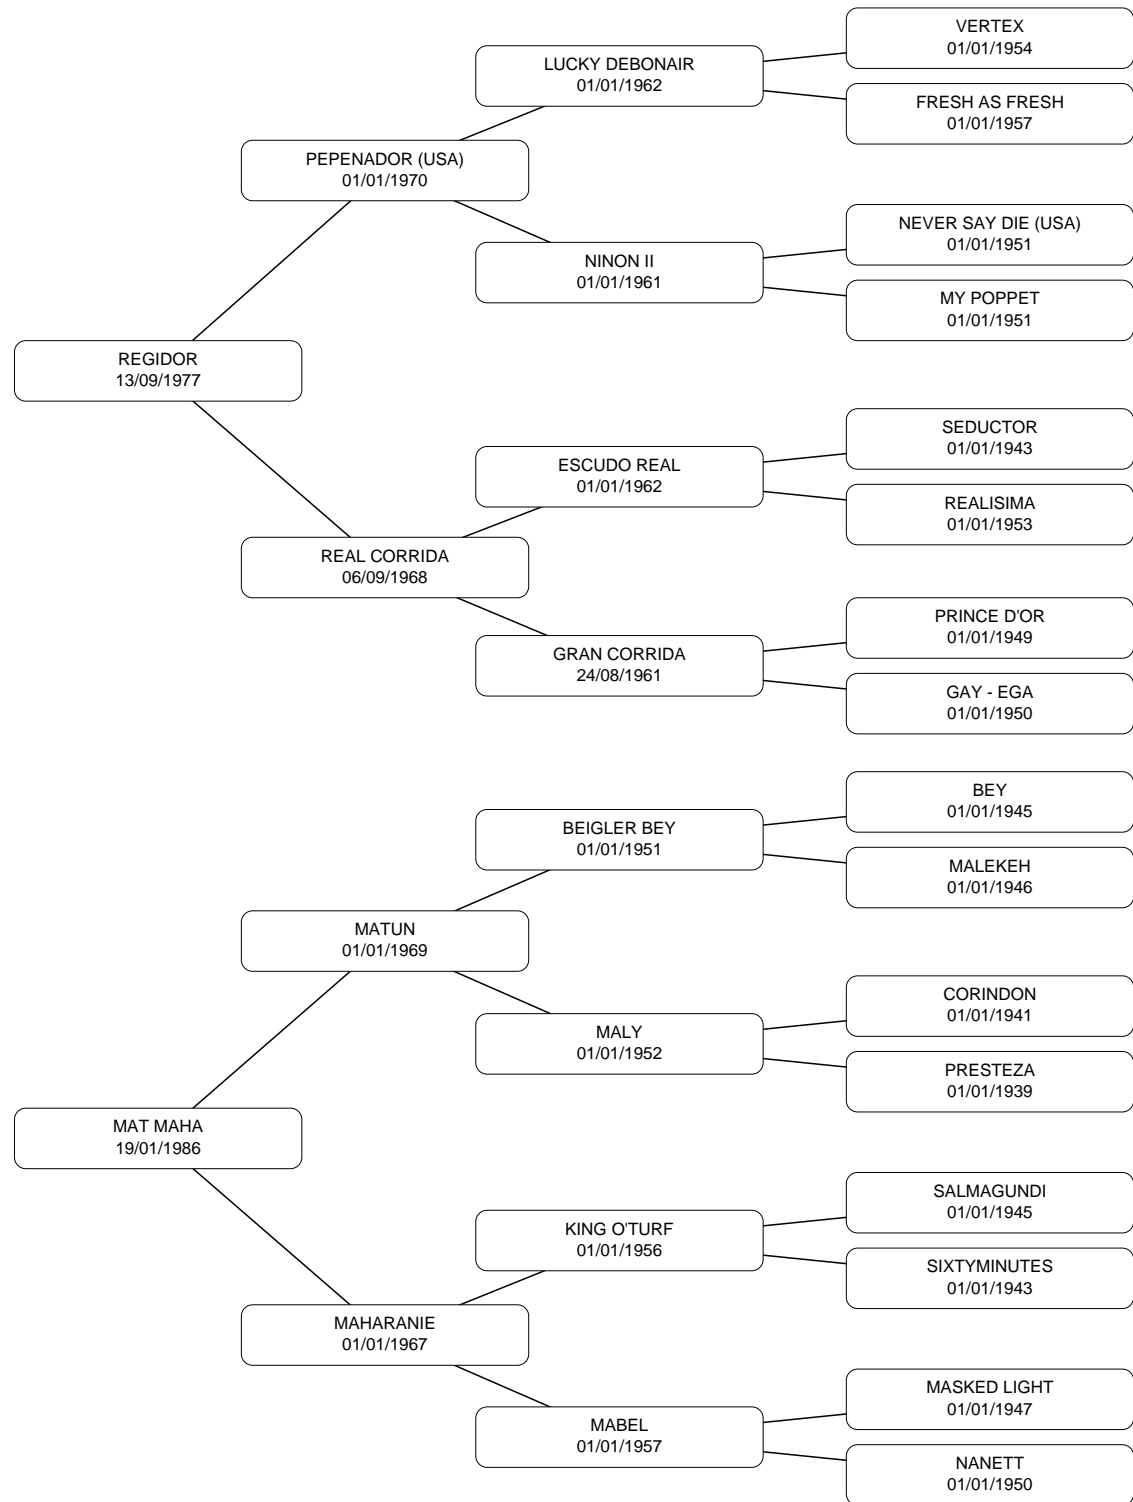 VERTEX
01/01/1954
LUCKY DEBONAIR
01/01/1962
FRESH AS FRESH
01/01/1957
PEPENADOR (USA)
01/01/1970
NEVER SAY DIE (USA)
01/01/1951
NINON II
01/01/1961
MY POPPET
01/01/1951
REGIDOR
13/09/1977
SEDUCTOR
01/01/1943
ESCUDO REAL
01/01/1962
REALISIMA
01/01/1953
REAL CORRIDA
06/09/1968
PRINCE D'OR
01/01/1949
GRAN CORRIDA
24/08/1961
GAY - EGA
01/01/1950
BEY
01/01/1945
BEIGLER BEY
01/01/1951
MALEKEH
01/01/1946
MATUN
01/01/1969
CORINDON
01/01/1941
MALY
01/01/1952
PRESTEZA
01/01/1939
MAT MAHA
19/01/1986
SALMAGUNDI
01/01/1945
KING O'TURF
01/01/1956
SIXTYMINUTES
01/01/1943
MAHARANIE
01/01/1967
MASKED LIGHT
01/01/1947
MABEL
01/01/1957
NANETT
01/01/1950